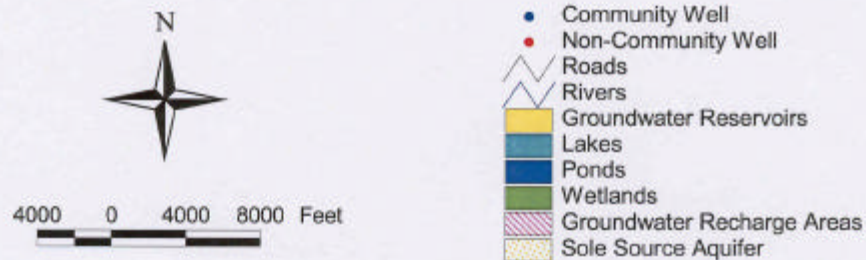 N
4000 0 4000 8000 Feet
Community Well
Non-Community Well
Roads
Rivers
Groundwater Reservoirs
Lakes
Ponds
Wetlands
Groundwater Recharge Areas
Sole Source Aquifer